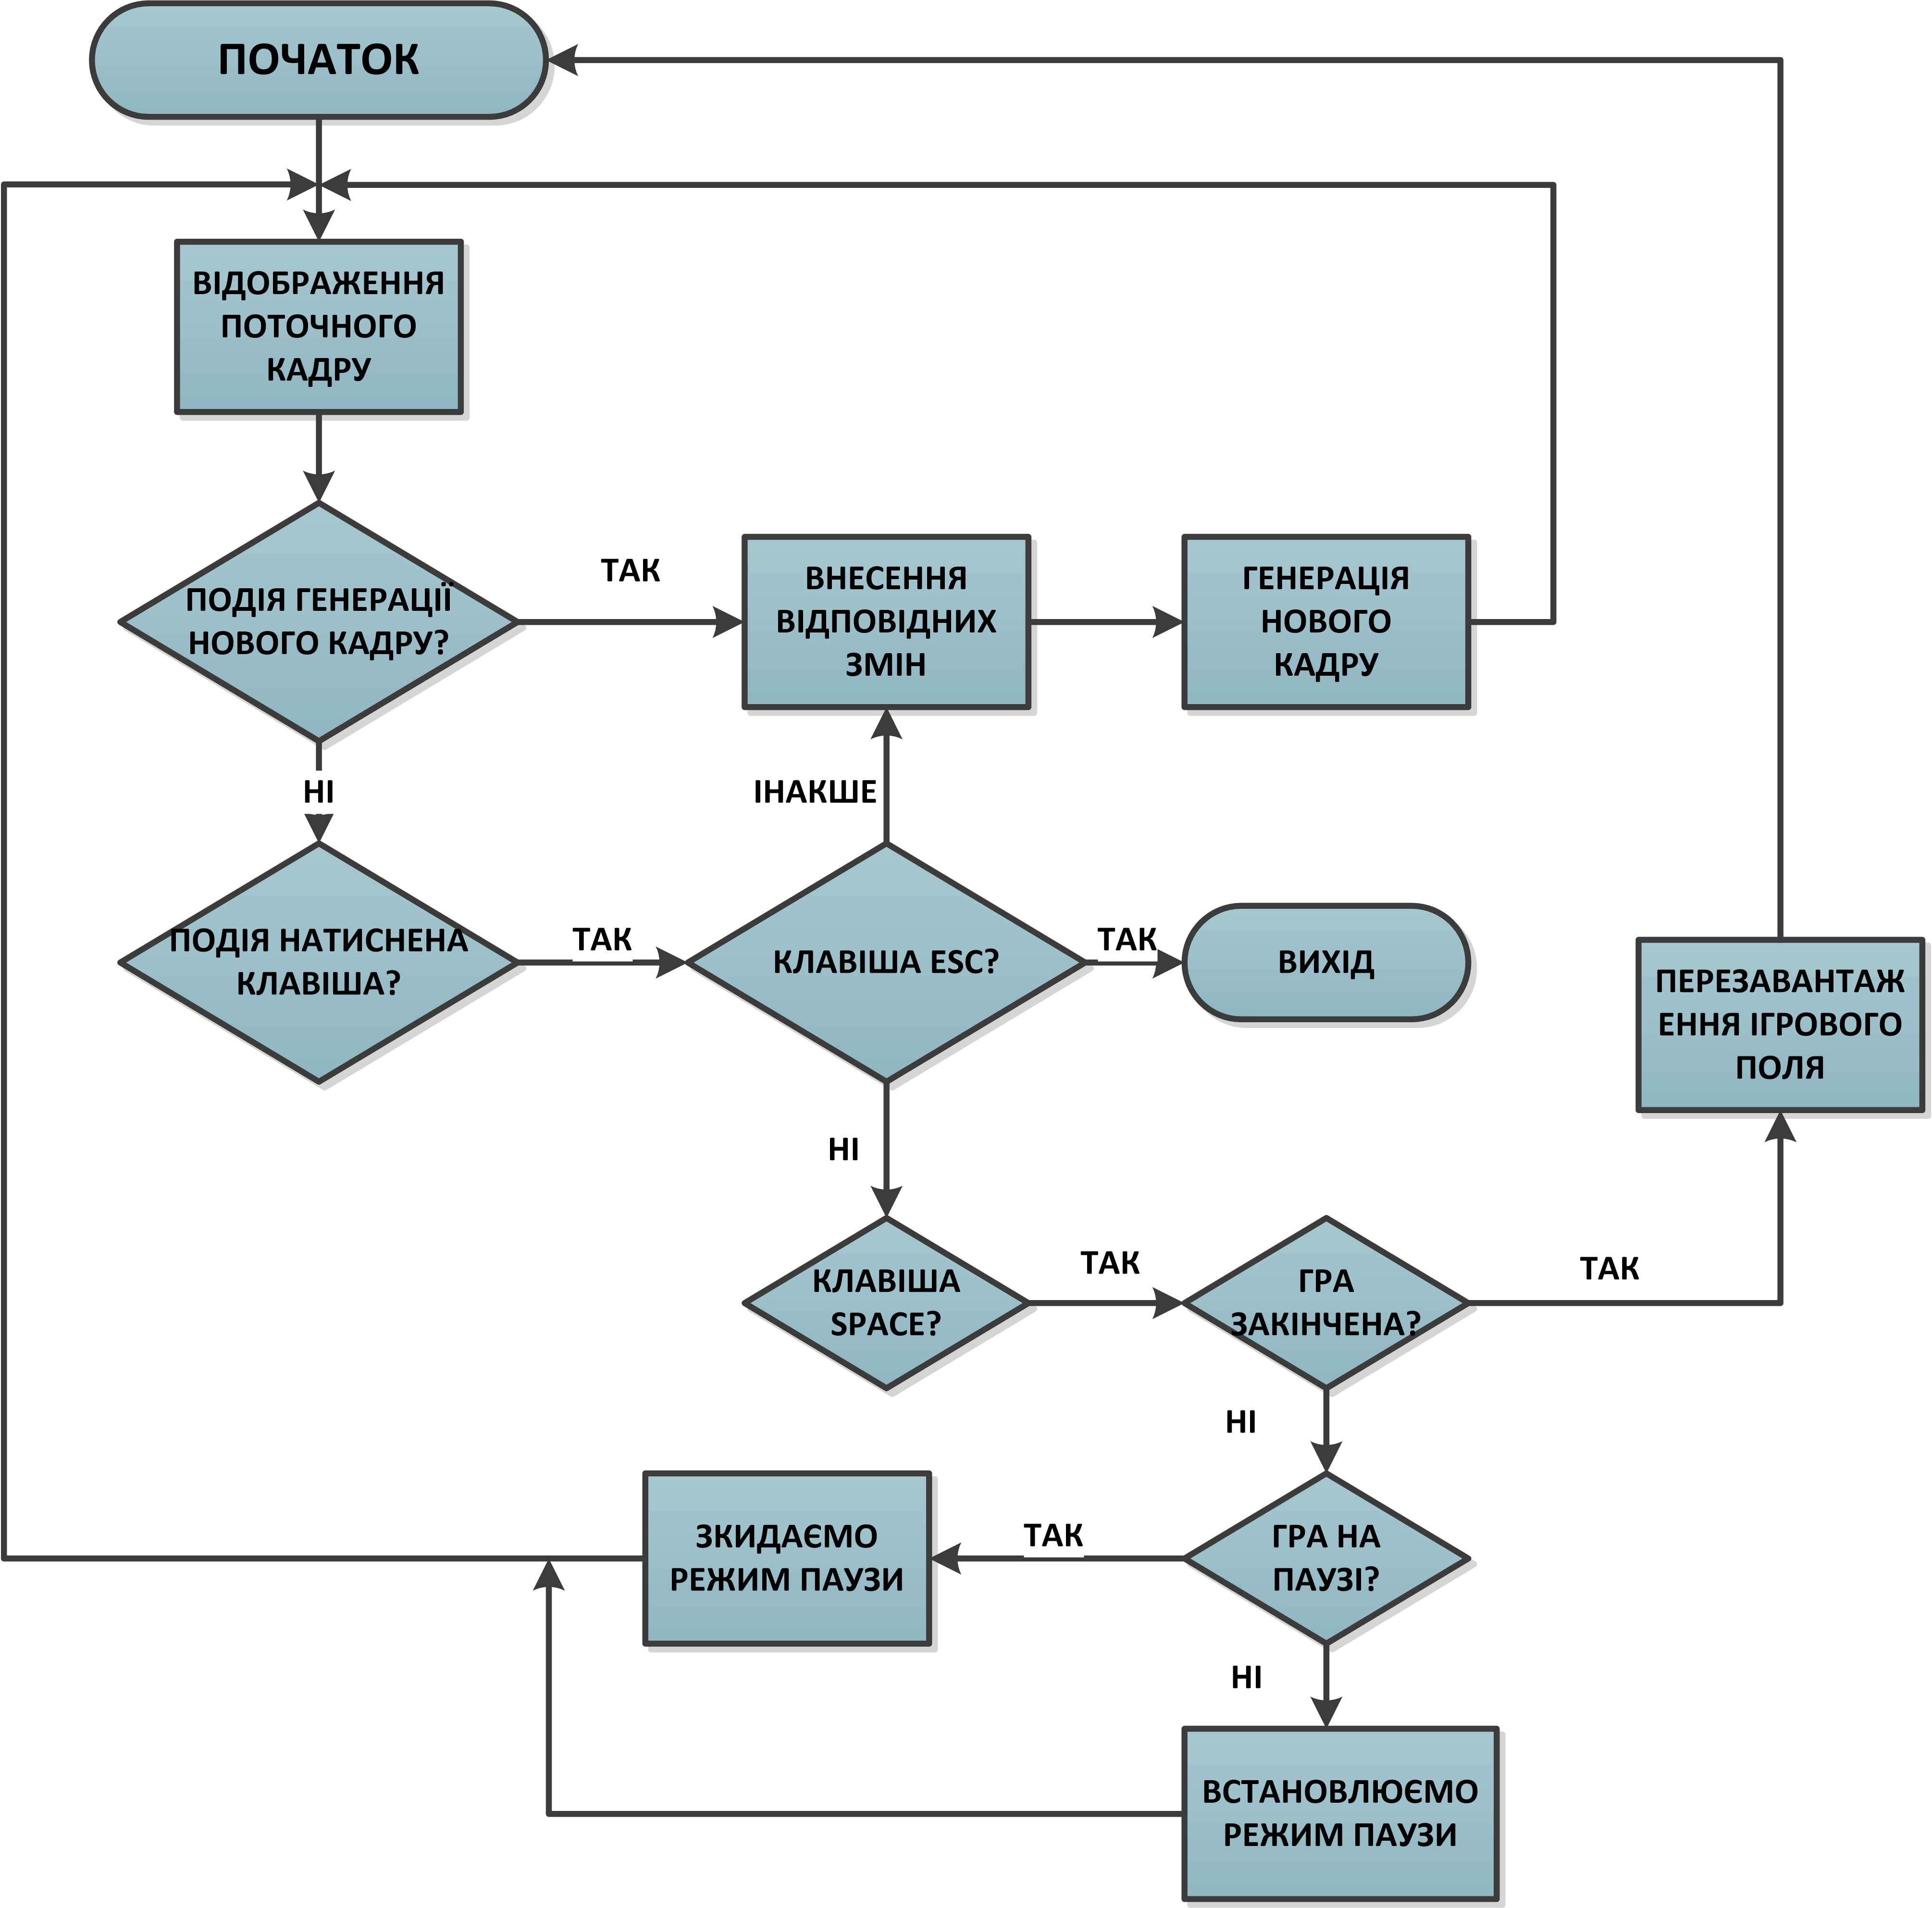 ПОЧАТОК
ВІДОБРАЖЕННЯ
ПОТОЧНОГО
КАДРУ
ПОДІЯ ГЕНЕРАЦІЇ
НОВОГО КАДРУ?
ТАК
ВНЕСЕННЯ
ВІДПОВІДНИХ
ЗМІН
ГЕНЕРАЦІЯ
НОВОГО
КАДРУ
НІ
ІНАКШЕ
ПОДІЯ НАТИСНЕНА
КЛАВІША?
ТАК
КЛАВІША ESC?
ТАК
ВИХІД
ПЕРЕЗАВАНТАЖ
ЕННЯ ІГРОВОГО
ПОЛЯ
НІ
КЛАВІША
SPACE?
ТАК
ГРА
ЗАКІНЧЕНА?
ТАК
НІ
ЗКИДАЄМО
РЕЖИМ ПАУЗИ
ТАК
ГРА НА
ПАУЗІ?
НІ
ВСТАНОВЛЮЄМО
РЕЖИМ ПАУЗИ